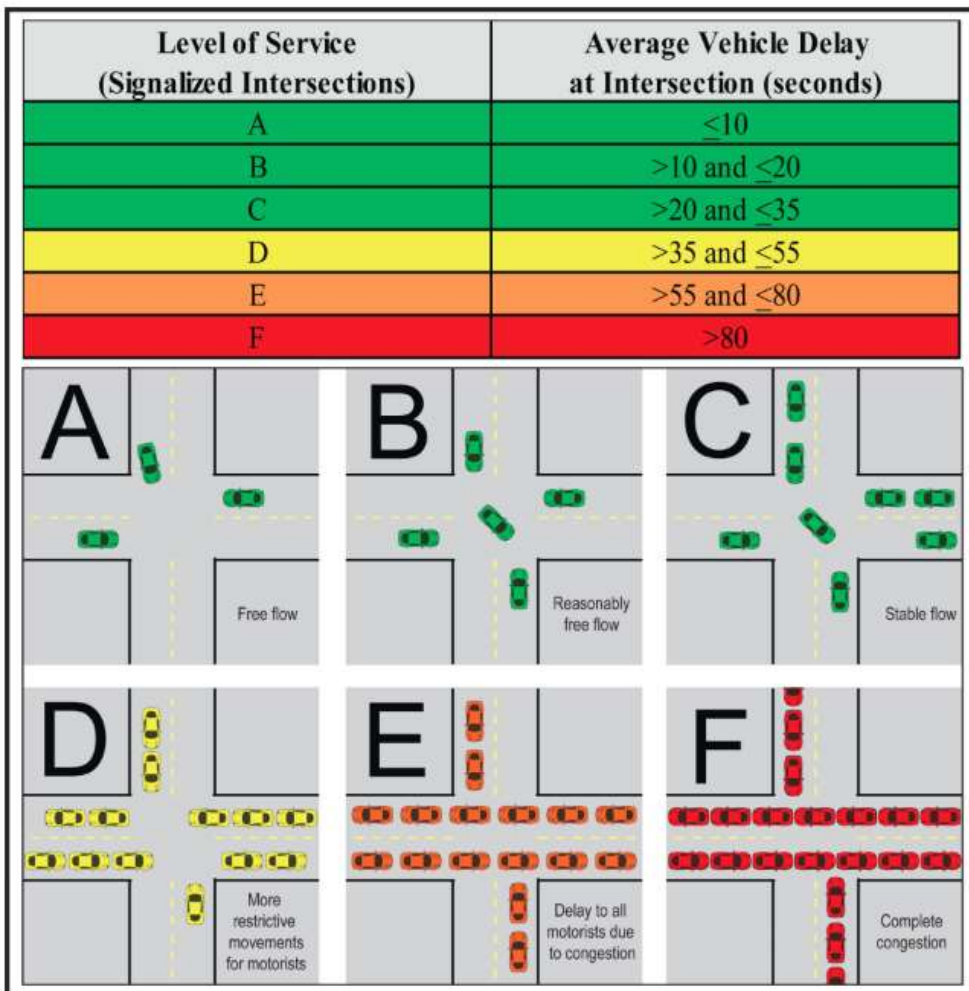 Level of Service
(Signalized Intersections)
Average Vehicle Delay
at Intersection (seconds)
A
≤10
B
>10 and ≤20
C
>20 and ≤35
D
>35 and ≤55
E
>55 and ≤80
F
>80
A
Free flow
B
Reasonably
free flow
C
Stable flow
D
More
restrictive
movements
for motorists
E
Delay to all
motorists due
to congestion
F
Complete
congestion